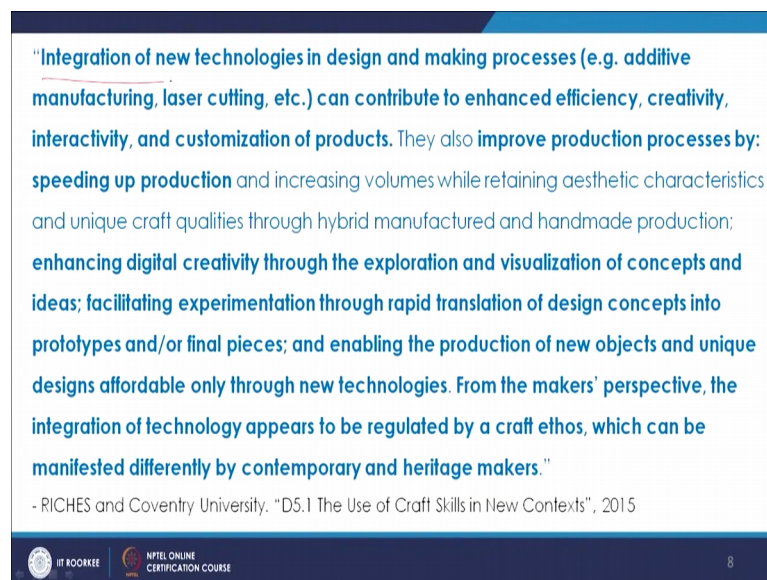 “Integration of new technologies in design and making processes (e.g. additive
manufacturing, laser cutting, etc.) can contribute to enhanced efficiency, creativity,
interactivity, and customization of products. They also improve production processes by:
speeding up production and increasing volumes while retaining aesthetic characteristics
and unique craft qualities through hybrid manufactured and handmade production;
enhancing digital creativity through the exploration and visualization of concepts and
ideas; facilitating experimentation through rapid translation of design concepts into
prototypes and/or final pieces; and enabling the production of new objects and unique
designs affordable only through new technologies. From the makers’ perspective, the
integration of technology appears to be regulated by a craft ethos, which can be
manifested differently by contemporary and heritage makers.”
- RICHES and Coventry University. “D5.1 The Use of Craft Skills in New Contexts”, 2015
IIT ROORKEE
NPTEL ONLINE
CERTIFICATION COURSE
8